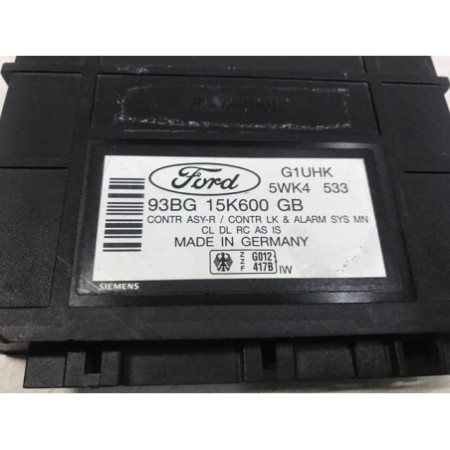 Ford
G1UHK
5WK4 533
93BG 15K600 GB
CONTR ASY-R / CONTR LK & ALARM SYS MN
CL DL RC AS IS
MADE IN GERMANY
Z Z F G012 417B IW
SIEMENS